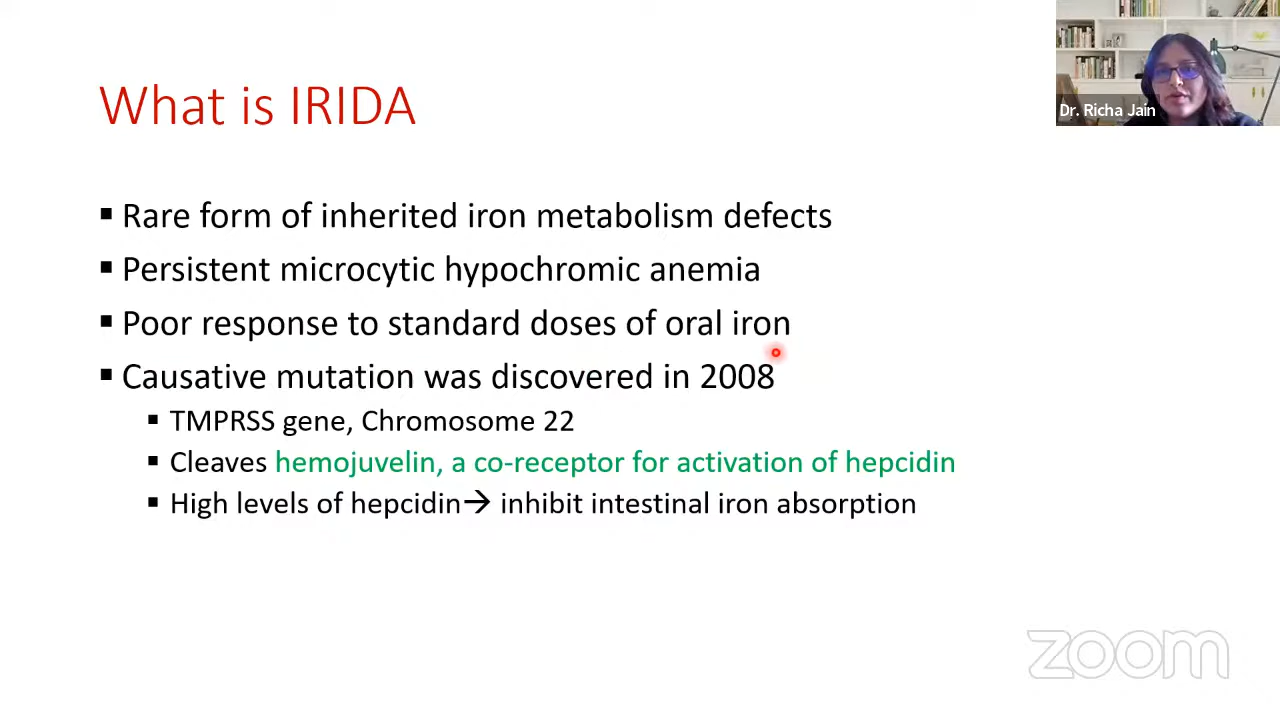 What is IRIDA
Dr. Richa Jain
▪ Rare form of inherited iron metabolism defects
▪ Persistent microcytic hypochromic anemia
▪ Poor response to standard doses of oral iron
▪ Causative mutation was discovered in 2008
▪ TMPRSS gene, Chromosome 22
▪ Cleaves hemojuvelin, a co-receptor for activation of hepcidin
▪ High levels of hepcidin→ inhibit intestinal iron absorption
zoom